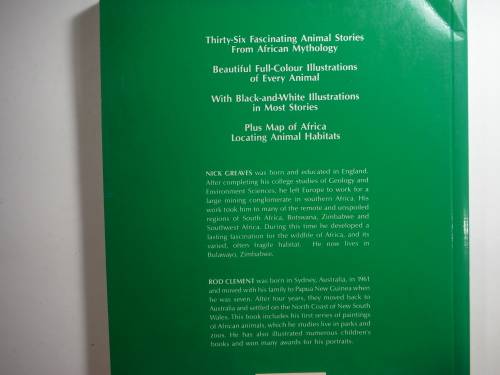 Thirty-Six Fascinating Animal Stories
From African Mythology
Beautiful Full-Colour Illustrations
of Every Animal
With Black-and-White Illustrations
in Most Stories
Plus Map of Africa
Locating Animal Habitats
NICK GREAVES was born and educated in England.
After completing his college studies of Geology and
Environment Sciences, he left Europe to work for a
large mining conglomerate in southern Africa. His
work took him to many of the remote and unspoiled
regions of South Africa, Botswana, Zimbabwe and
Southwest Africa. During this time he developed a
lasting fascination for the wildlife of Africa, and its
varied, often fragile habitat. He now lives in
Bulawayo, Zimbabwe.
ROD CLEMENT was born in Sydney, Australia, in 1961
and moved with his family to Papua New Guinea when
he was seven. After four years, they moved back to
Australia and settled on the North Coast of New South
Wales. This book includes his first series of paintings
of African animals, which he studies live in parks and
zoos. He has also illustrated numerous children's
books and won many awards for his portraits.